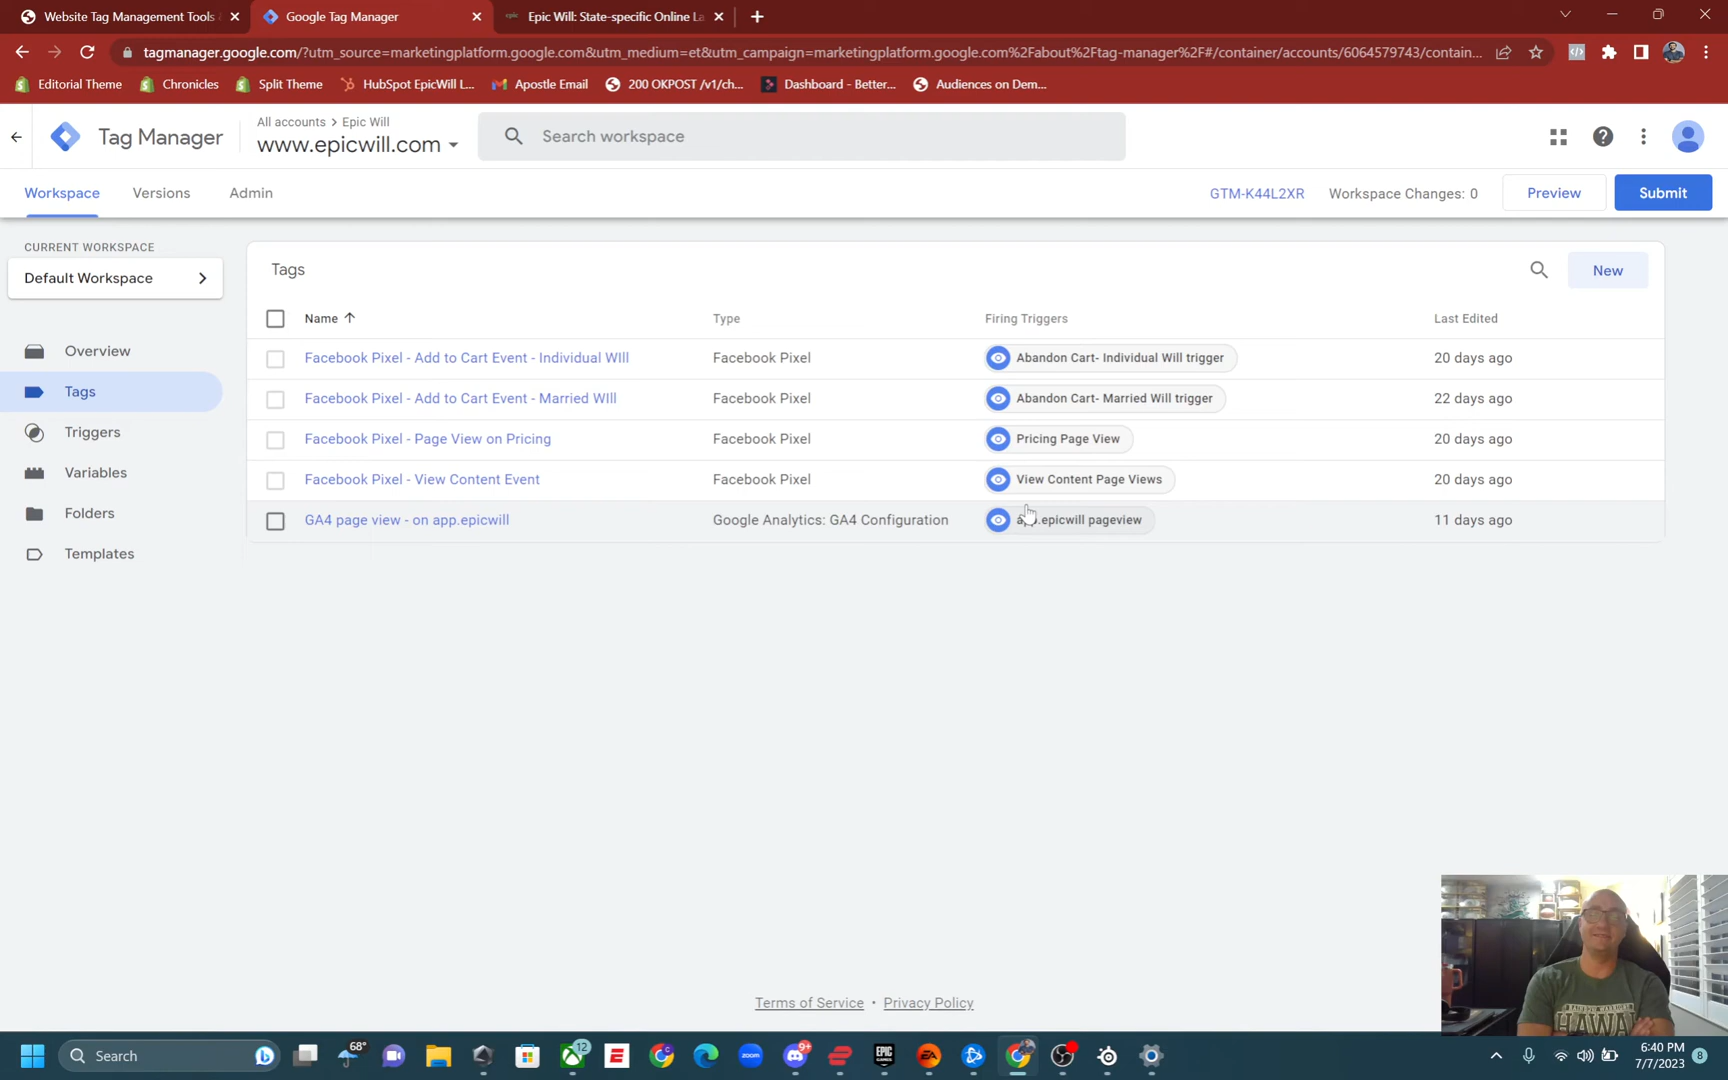 Website Tag Management Tools
Google Tag Manager
Epic Will: State-specific Online La
tagmanager.google.com/?utm_source=marketingplatform.google.com&utm_medium=et&utm_campaign=marketingplatform.google.com%2Fabout%2Ftag-manager%2F#/container/accounts/6064579743/contain...
Editorial Theme
Chronicles
Split Theme
HubSpot EpicWill L...
Apostle Email
200 OKPOST /v1/ch...
Dashboard - Better...
Audiences on Dem...
Tag Manager
All accounts > Epic Will
www.epicwill.com
Search workspace
Workspace
Versions
Admin
GTM-K44L2XR
Workspace Changes: 0
Preview
Submit
CURRENT WORKSPACE
Default Workspace
Overview
Tags
Triggers
Variables
Folders
Templates
Tags
New
Name Type Firing Triggers Last Edited
Facebook Pixel - Add to Cart Event - Individual WIll Facebook Pixel Abandon Cart- Individual Will trigger 20 days ago
Facebook Pixel - Add to Cart Event - Married WIll Facebook Pixel Abandon Cart- Married Will trigger 22 days ago
Facebook Pixel - Page View on Pricing Facebook Pixel Pricing Page View 20 days ago
Facebook Pixel - View Content Event Facebook Pixel View Content Page Views 20 days ago
GA4 page view - on app.epicwill Google Analytics: GA4 Configuration app.epicwill pageview 11 days ago
Terms of Service • Privacy Policy
HAWAI
68°
Search
12
zoom
9+
EPIC
EA
6:40 PM
7/7/2023
8